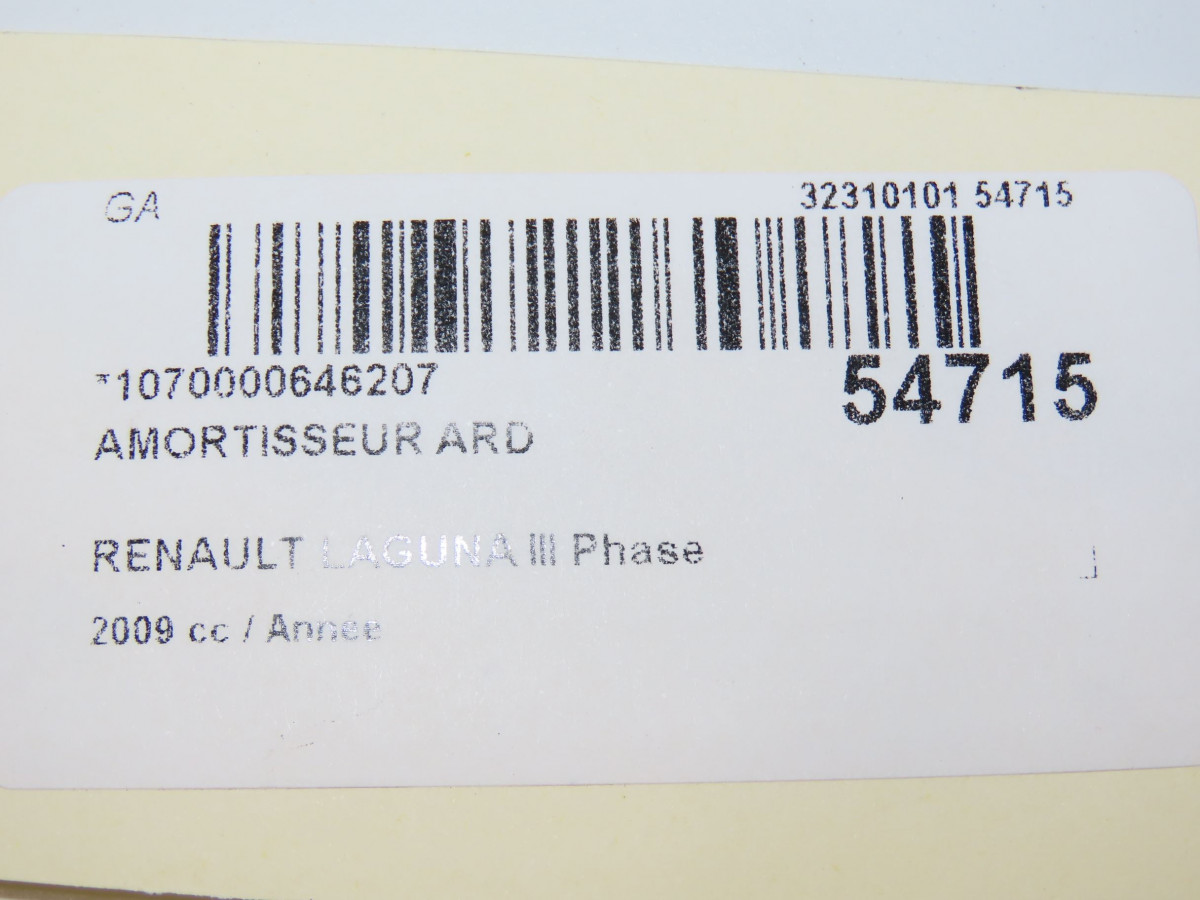 GA 32310101 54715
*1070000646207 54715
AMORTISSEUR ARD
RENAULT LAGUNA III Phase
2009 cc / Année